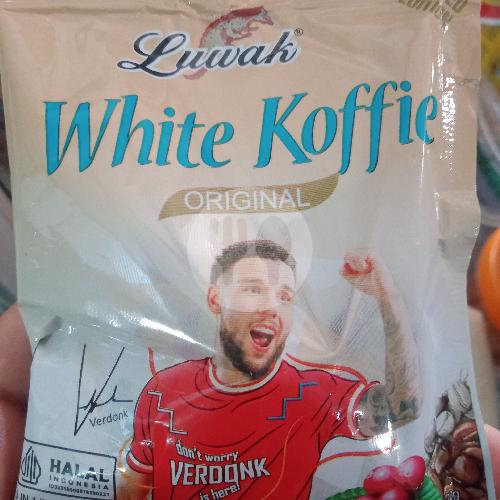 Luwak®
White Koffie
ORIGINAL
Verdonk
don't worry
VERDONK
is here!
HALAL
INDONESIA